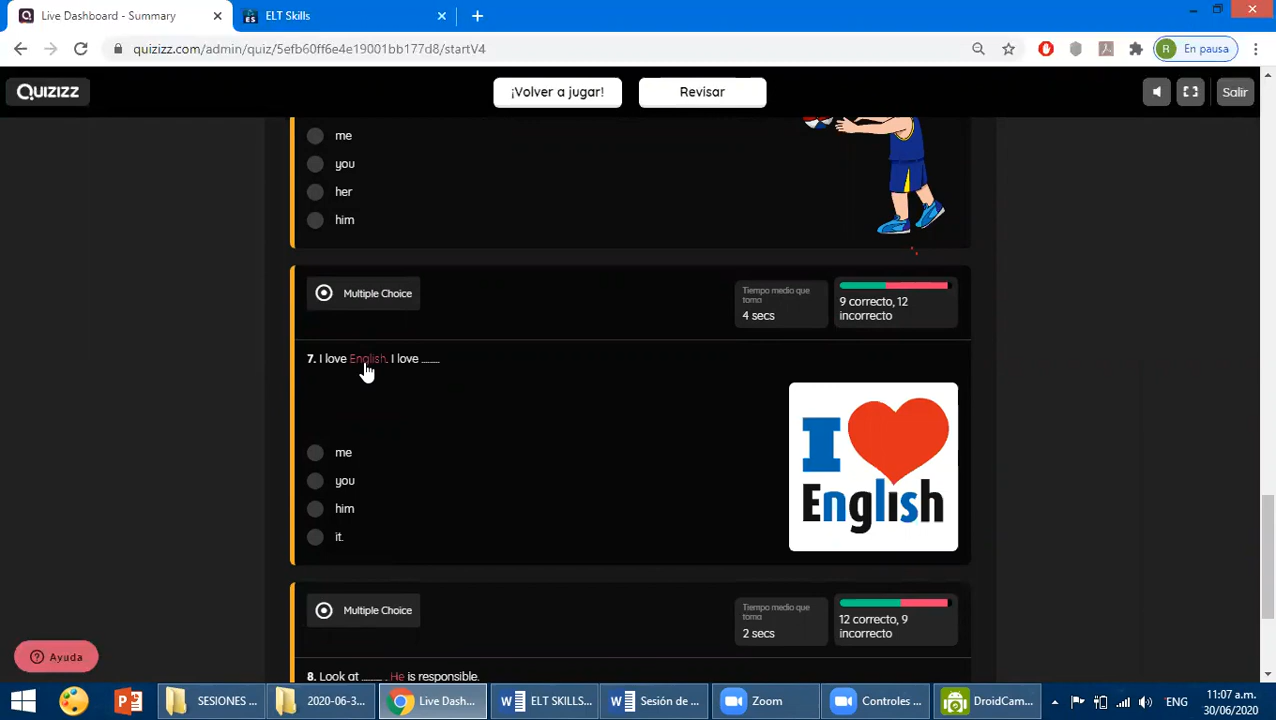 Live Dashboard - Summary
ELT Skills
quizizz.com/admin/quiz/5efb60ff6e4e19001bb177d8/startV4
R En pausa
Quizizz
¡Volver a jugar!
Revisar
Salir
me
you
her
him
Multiple Choice
Tiempo medio que
toma
4 secs
9 correcto, 12
incorrecto
7. I love English. I love ........
me
you
him
it.
I
English
Multiple Choice
Tiempo medio que
toma
2 secs
12 correcto, 9
incorrecto
8. Look at ........ . He is responsible.
Ayuda
SESIONES ...
2020-06-3...
Live Dash...
ELT SKILLS...
Sesión de ...
Zoom
Controles ...
DroidCam...
ENG
11:07 a.m.
30/06/2020